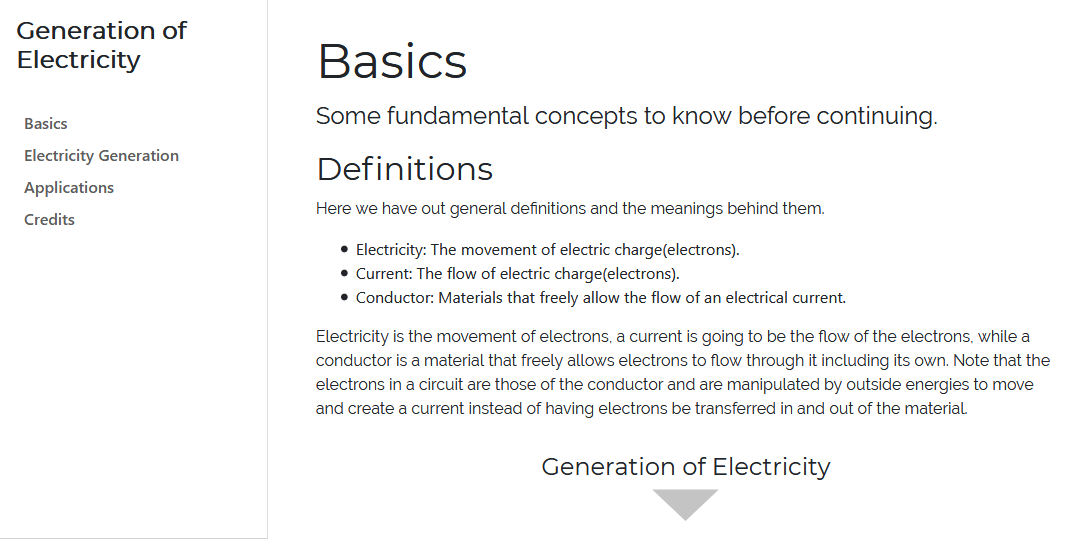 Generation of
Electricity
Basics
Electricity Generation
Applications
Credits
Basics
Some fundamental concepts to know before continuing.
Definitions
Here we have out general definitions and the meanings behind them.
Electricity: The movement of electric charge(electrons).
Current: The flow of electric charge(electrons).
Conductor: Materials that freely allow the flow of an electrical current.
Electricity is the movement of electrons, a current is going to be the flow of the electrons, while a
conductor is a material that freely allows electrons to flow through it including its own. Note that the
electrons in a circuit are those of the conductor and are manipulated by outside energies to move
and create a current instead of having electrons be transferred in and out of the material.
Generation of Electricity